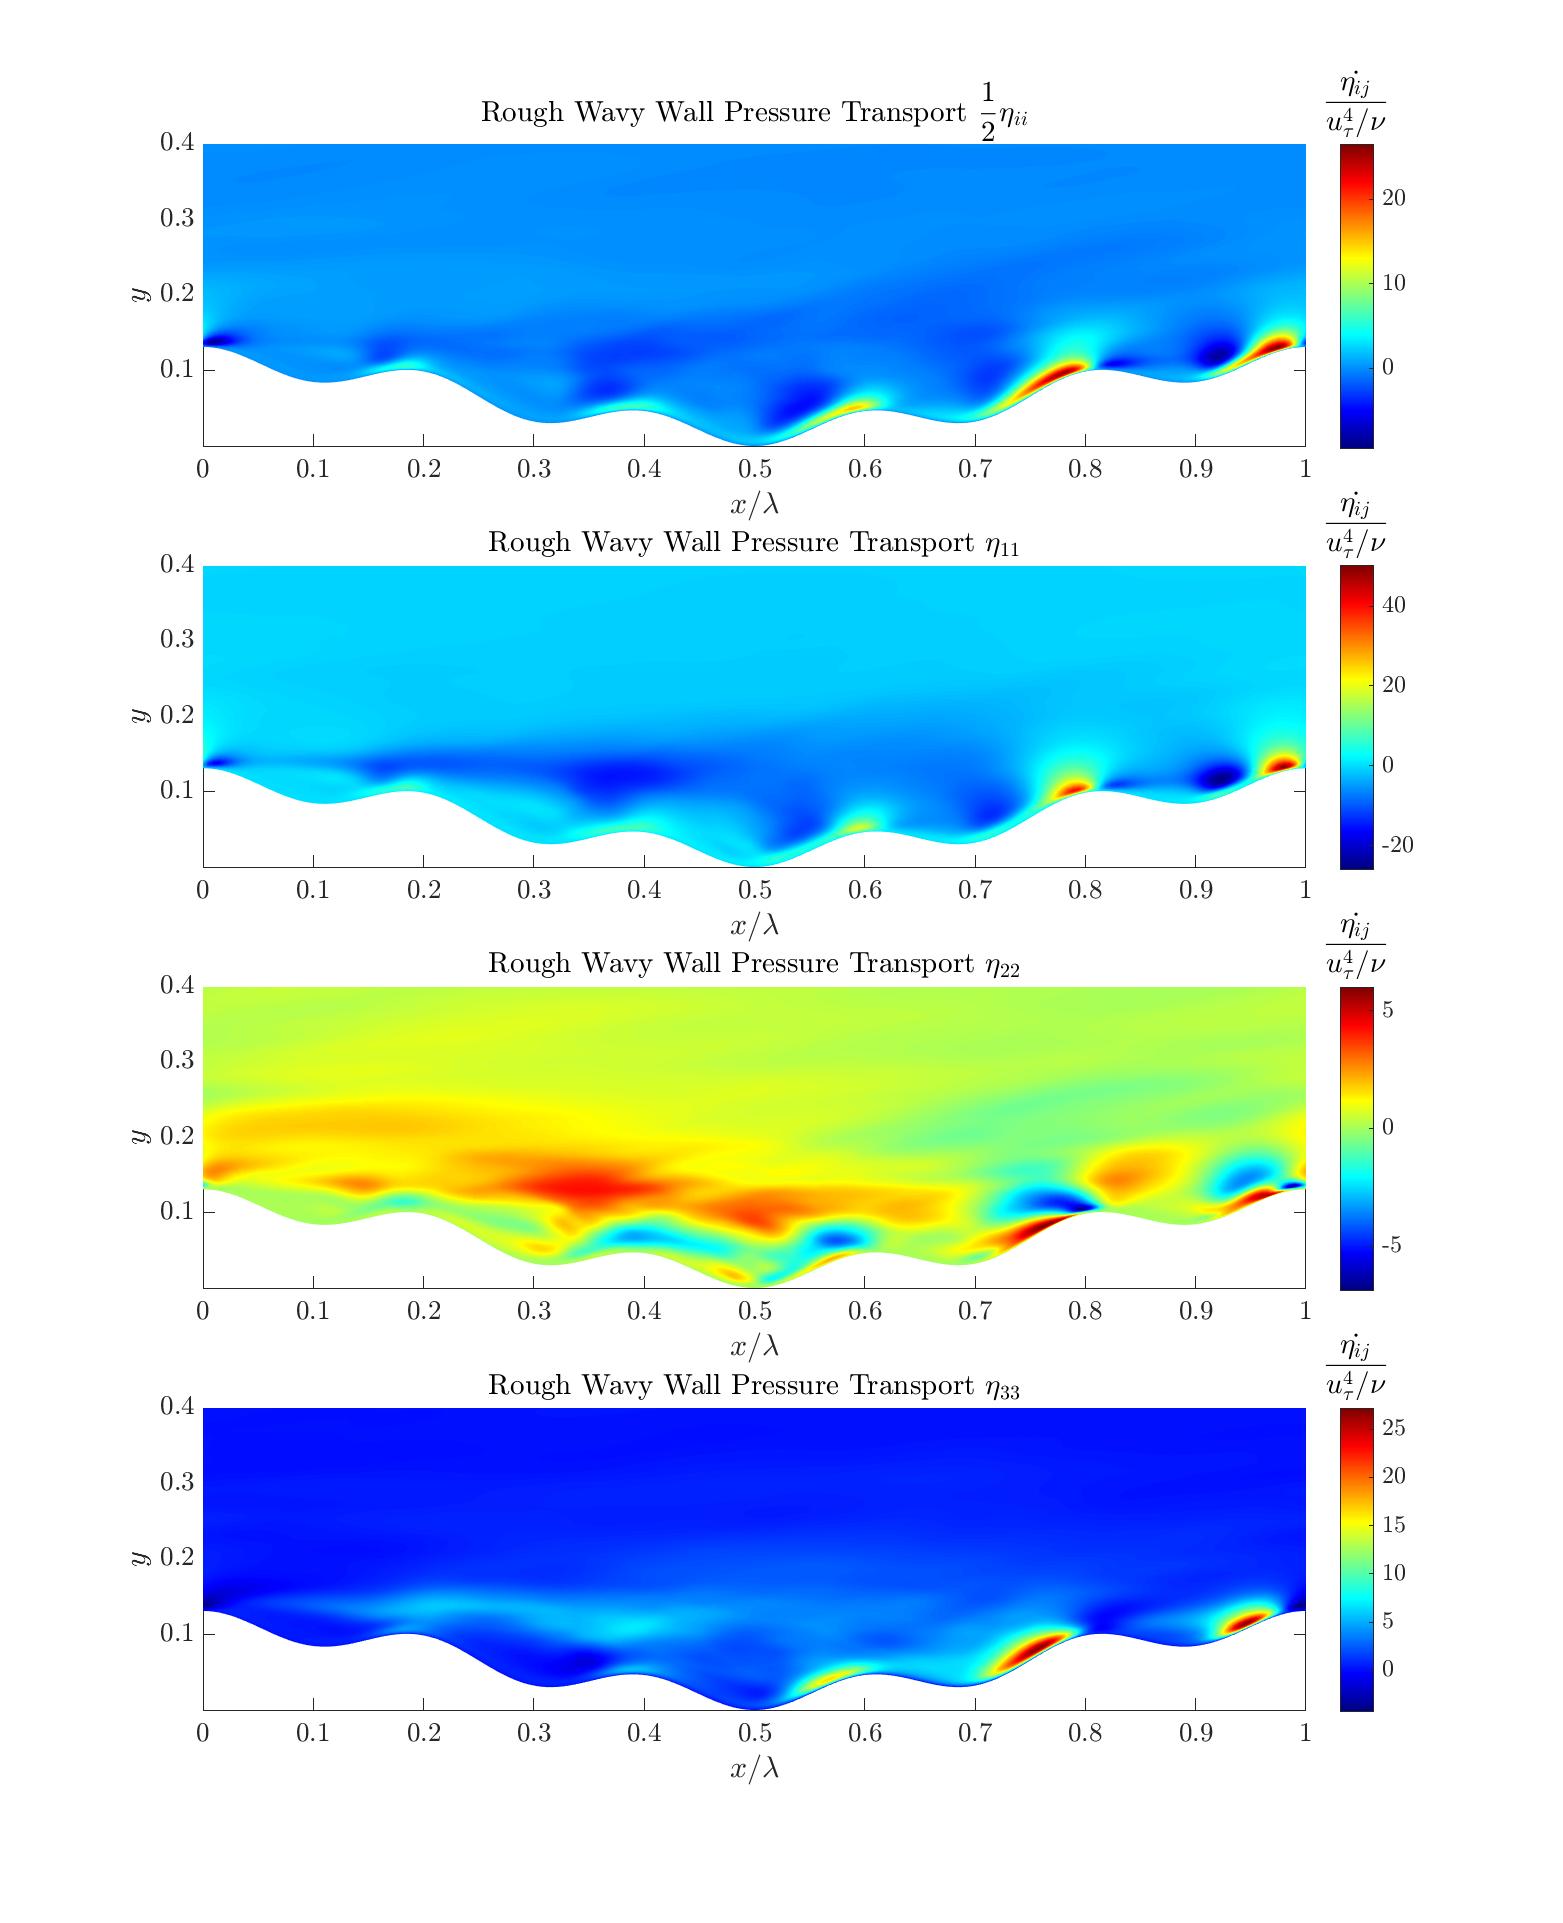 Rough Wavy Wall Pressure Transport 1/2 η_ii
η̇_ij / u_τ^4/ν
0.4
0.3
0.2
0.1
y
20
10
0
0 0.1 0.2 0.3 0.4 0.5 0.6 0.7 0.8 0.9 1
x/λ
Rough Wavy Wall Pressure Transport η_11
η̇_ij / u_τ^4/ν
0.4
0.3
0.2
0.1
y
40
20
0
-20
0 0.1 0.2 0.3 0.4 0.5 0.6 0.7 0.8 0.9 1
x/λ
Rough Wavy Wall Pressure Transport η_22
η̇_ij / u_τ^4/ν
0.4
0.3
0.2
0.1
y
5
0
-5
0 0.1 0.2 0.3 0.4 0.5 0.6 0.7 0.8 0.9 1
x/λ
Rough Wavy Wall Pressure Transport η_33
η̇_ij / u_τ^4/ν
0.4
0.3
0.2
0.1
y
25
20
15
10
5
0
0 0.1 0.2 0.3 0.4 0.5 0.6 0.7 0.8 0.9 1
x/λ